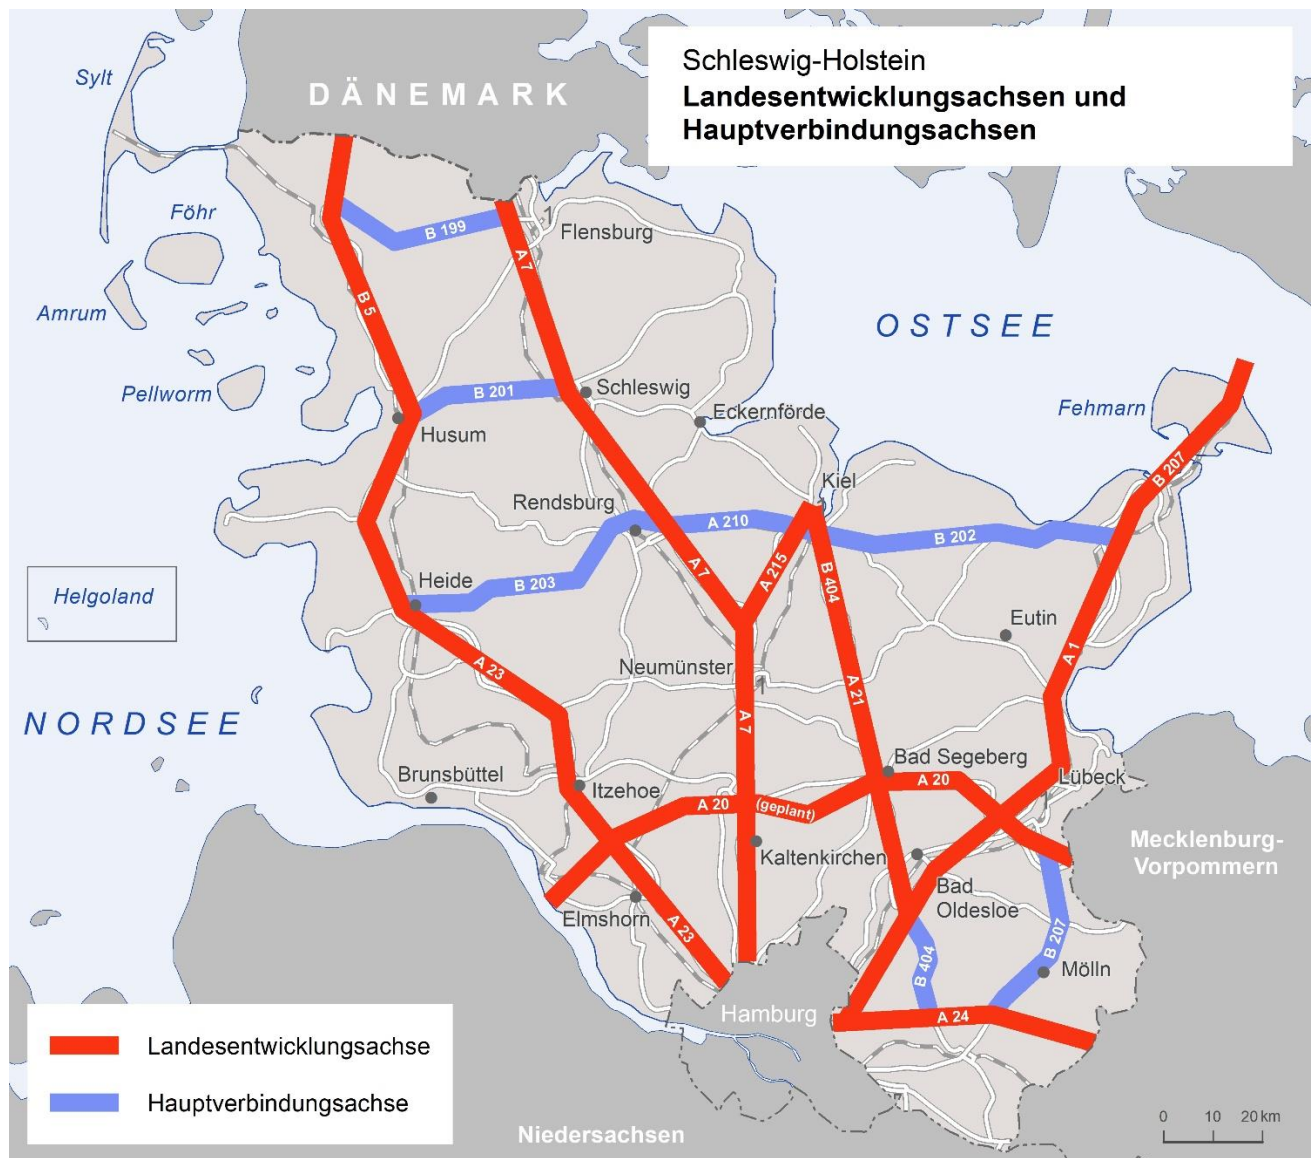 Schleswig-Holstein
Landesentwicklungsachsen und
Hauptverbindungsachsen
DÄNEMARK
Sylt
Föhr
Flensburg
1
B 199
A 7
Amrum
B 5
OSTSEE
Pellworm
B 201
Schleswig
Eckernförde
Fehmarn
Husum
B 207
Kiel
Rendsburg
A 210
B 202
A 7
A 215
B 404
Heide
B 203
Helgoland
Eutin
A 1
A 23
Neumünster
1
A 21
NORDSEE
A 7
Brunsbüttel
Itzehoe
Bad Segeberg
Lübeck
A 20
(geplant)
A 20
Kaltenkirchen
Mecklenburg-
Vorpommern
Bad
Oldesloe
Elmshorn
A 23
B 404
B 207
Mölln
Hamburg
A 24
Landesentwicklungsachse
Hauptverbindungsachse
Niedersachsen
0 10 20 km